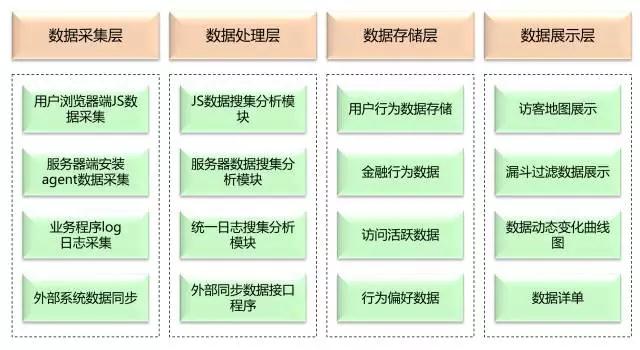 数据采集层
数据处理层
数据存储层
数据展示层
用户浏览器端JS数
据采集
JS数据搜集分析模
块
用户行为数据存储
访客地图展示
服务器端安装
agent数据采集
服务器数据搜集分
析模块
金融行为数据
漏斗过滤数据展示
业务程序log
日志采集
统一日志搜集分析
模块
访问活跃数据
数据动态变化曲线
图
外部系统数据同步
外部同步数据接口
程序
行为偏好数据
数据详单